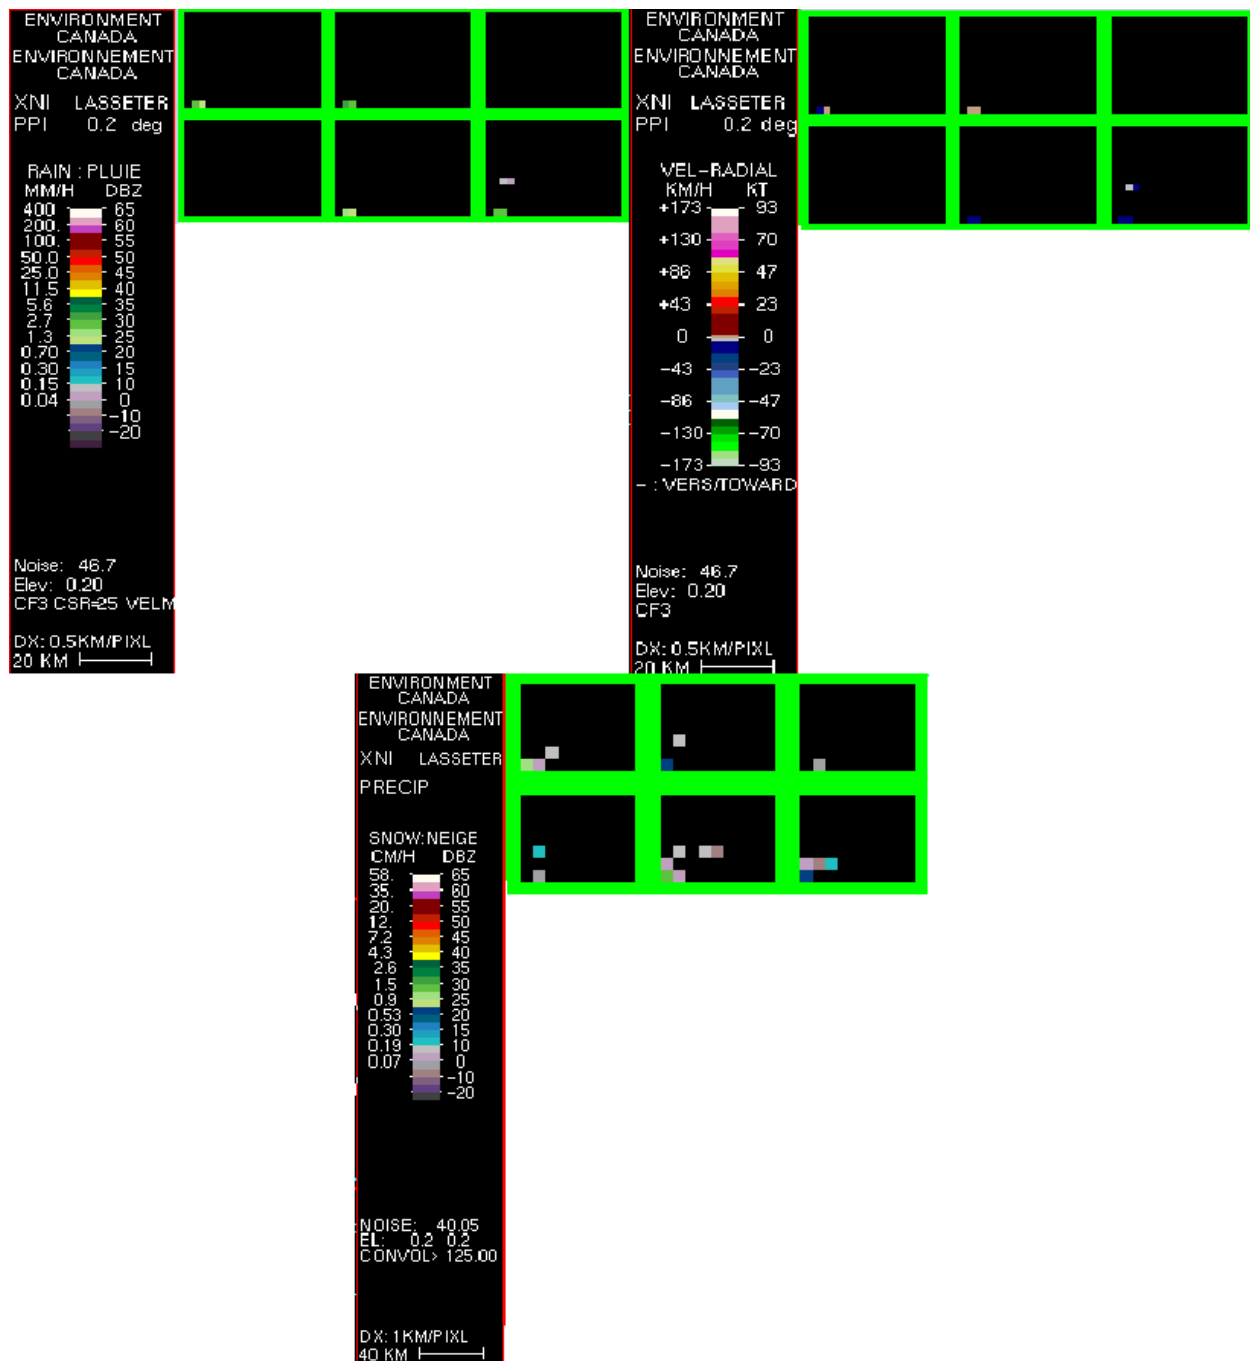 ENVIRONMENT
CANADA
ENVIRONNEMENT
CANADA
XNI LASSETER
PPI 0.2 deg
RAIN : PLUIE
MM/H DBZ
400 65
200. 60
100. 55
50.0 50
25.0 45
11.5 40
5.6 35
2.7 30
1.3 25
0.70 20
0.30 15
0.15 10
0.04 0
-10
-20
Noise: 46.7
Elev: 0.20
CF3 CSR=25 VELM
DX: 0.5KM/PIXL
20 KM
ENVIRONMENT
CANADA
ENVIRONNEMENT
CANADA
XNI LASSETER
PPI 0.2 deg
VEL-RADIAL
KM/H KT
+173 93
+130 70
+86 47
+43 23
0 0
-43 -23
-86 -47
-130 -70
-173 -93
- : VERS/TOWARD
Noise: 46.7
Elev: 0.20
CF3
DX: 0.5KM/PIXL
20 KM
ENVIRONMENT
CANADA
ENVIRONNEMENT
CANADA
XNI LASSETER
PRECIP
SNOW:NEIGE
CM/H DBZ
58. 65
35. 60
20. 55
12. 50
7.2 45
4.3 40
2.6 35
1.5 30
0.9 25
0.53 20
0.30 15
0.19 10
0.07 0
-10
-20
NOISE: 40.05
EL: 0.2 0.2
CONVOL> 125.00
DX: 1KM/PIXL
40 KM